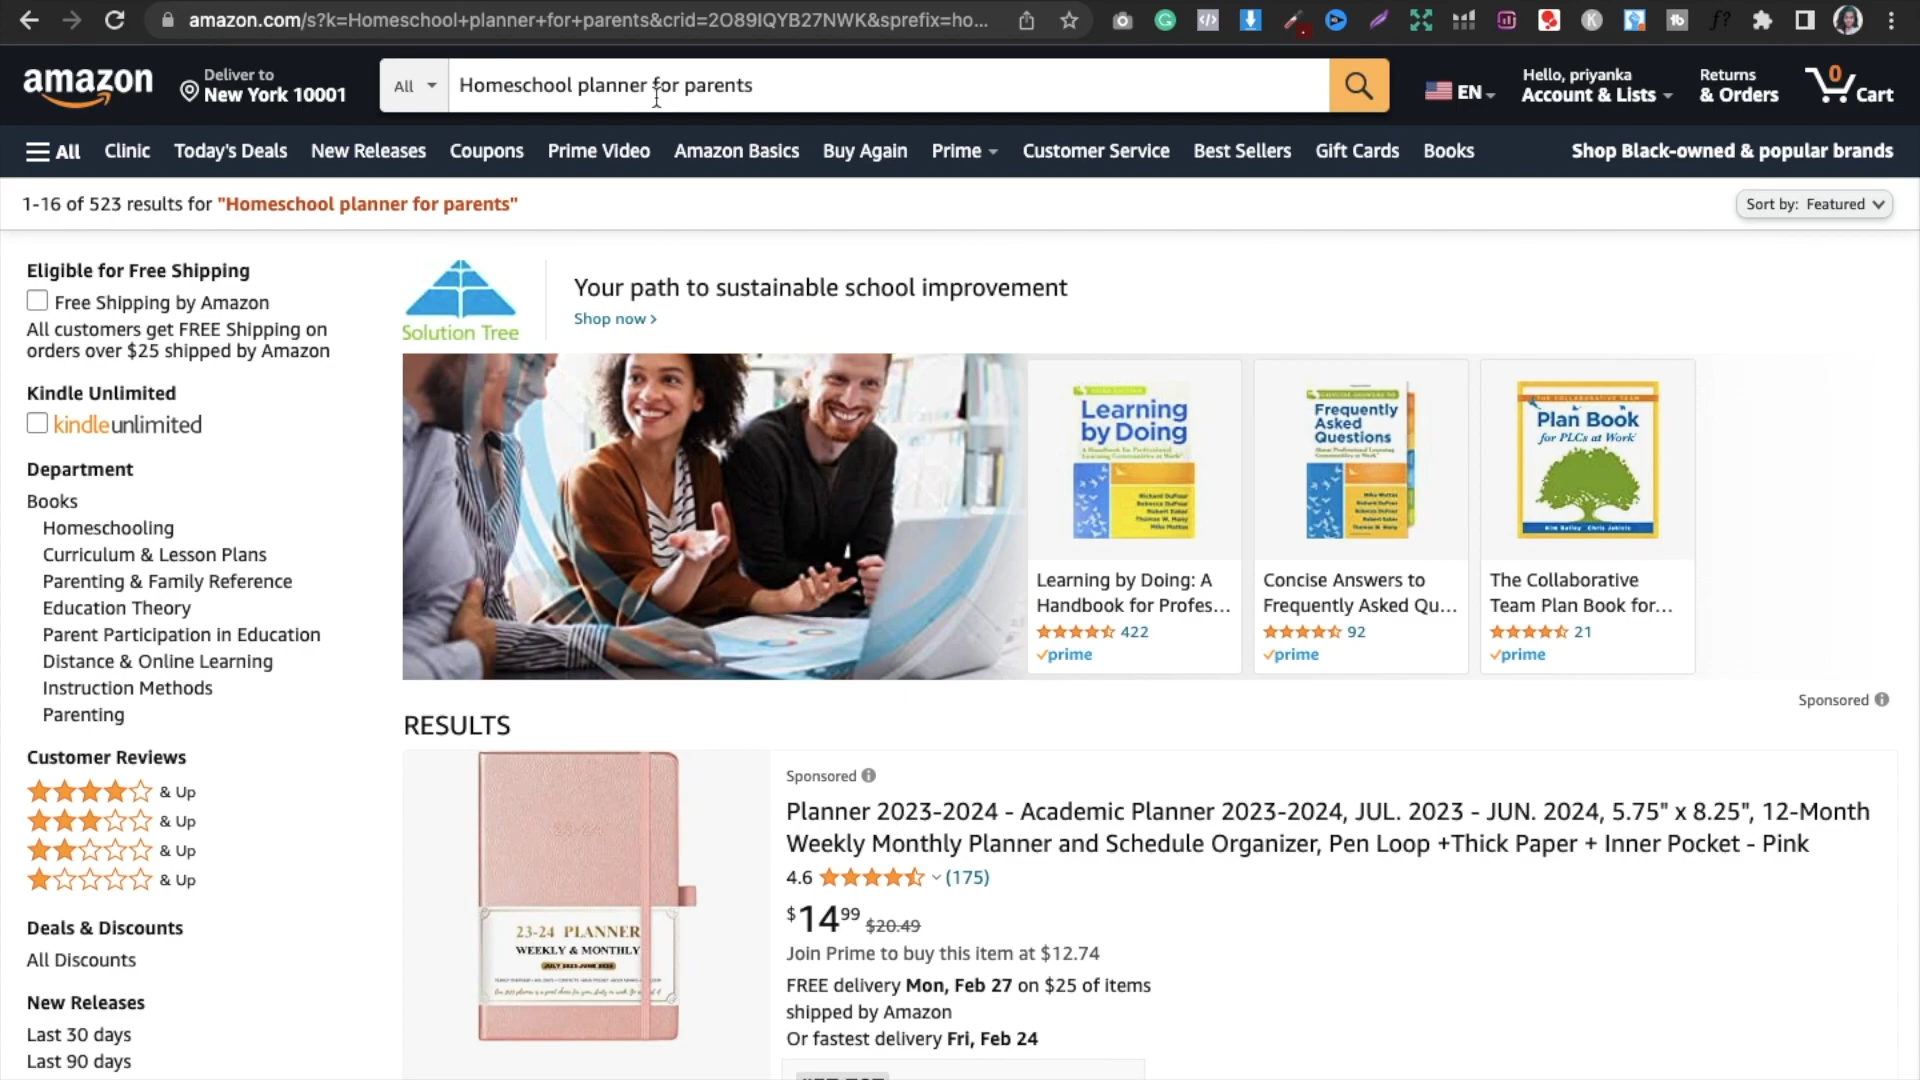 amazon.com/s?k=Homeschool+planner+for+parents&crid=2O89IQYB27NWK&sprefix=ho...
amazon
Deliver to
New York 10001
All
Homeschool planner for parents
EN
Hello, priyanka
Account & Lists
Returns
& Orders
0
Cart
All
Clinic
Today's Deals
New Releases
Coupons
Prime Video
Amazon Basics
Buy Again
Prime
Customer Service
Best Sellers
Gift Cards
Books
Shop Black-owned & popular brands
1-16 of 523 results for "Homeschool planner for parents"
Sort by: Featured
Eligible for Free Shipping
Free Shipping by Amazon
All customers get FREE Shipping on
orders over $25 shipped by Amazon
Kindle Unlimited
kindleunlimited
Department
Books
Homeschooling
Curriculum & Lesson Plans
Parenting & Family Reference
Education Theory
Parent Participation in Education
Distance & Online Learning
Instruction Methods
Parenting
Customer Reviews
& Up
& Up
& Up
& Up
Deals & Discounts
All Discounts
New Releases
Last 30 days
Last 90 days
Solution Tree
Your path to sustainable school improvement
Shop now ›
Learning
by Doing
Learning by Doing: A
Handbook for Profes...
422
prime
Frequently
Asked
Questions
Concise Answers to
Frequently Asked Qu...
92
prime
Plan Book
for PLCs at Work
The Collaborative
Team Plan Book for...
21
prime
Sponsored
RESULTS
23-24 PLANNER
WEEKLY & MONTHLY
Sponsored
Planner 2023-2024 - Academic Planner 2023-2024, JUL. 2023 - JUN. 2024, 5.75" x 8.25", 12-Month
Weekly Monthly Planner and Schedule Organizer, Pen Loop +Thick Paper + Inner Pocket - Pink
4.6 (175)
$14.99 $20.49
Join Prime to buy this item at $12.74
FREE delivery Mon, Feb 27 on $25 of items
shipped by Amazon
Or fastest delivery Fri, Feb 24